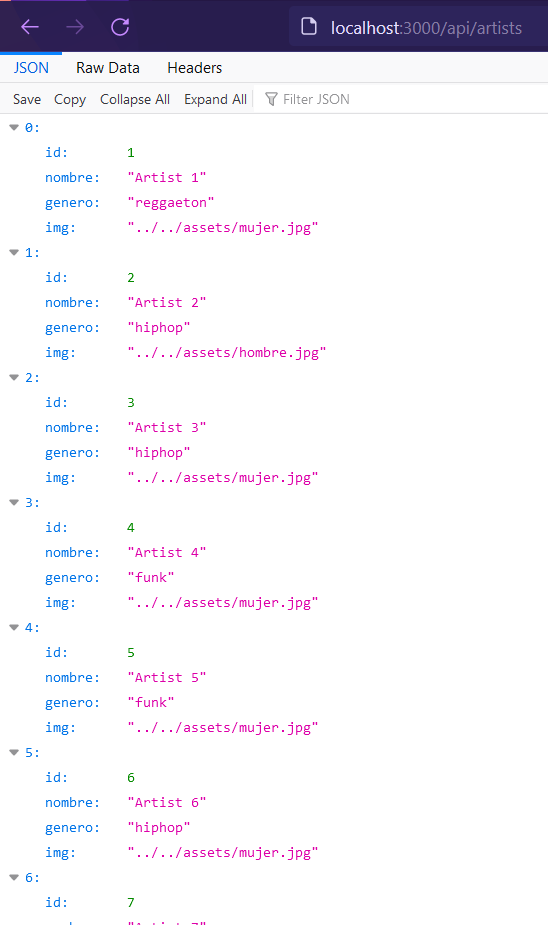 localhost:3000/api/artists
JSON Raw Data Headers
Save Copy Collapse All Expand All Filter JSON
0:
id: 1
nombre: "Artist 1"
genero: "reggaeton"
img: "../../assets/mujer.jpg"
1:
id: 2
nombre: "Artist 2"
genero: "hiphop"
img: "../../assets/hombre.jpg"
2:
id: 3
nombre: "Artist 3"
genero: "hiphop"
img: "../../assets/mujer.jpg"
3:
id: 4
nombre: "Artist 4"
genero: "funk"
img: "../../assets/mujer.jpg"
4:
id: 5
nombre: "Artist 5"
genero: "funk"
img: "../../assets/mujer.jpg"
5:
id: 6
nombre: "Artist 6"
genero: "hiphop"
img: "../../assets/mujer.jpg"
6:
id: 7